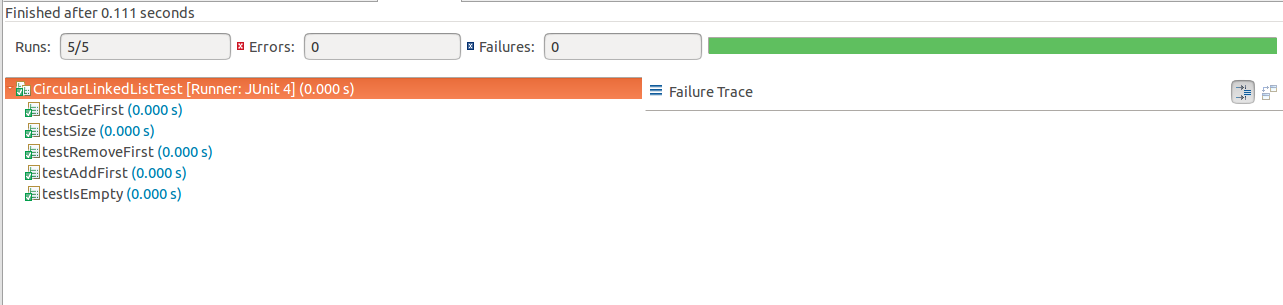 Finished after 0.111 seconds
Runs: 5/5 Errors: 0 Failures: 0
CircularLinkedListTest [Runner: JUnit 4] (0.000 s)
Failure Trace
testGetFirst (0.000 s)
testSize (0.000 s)
testRemoveFirst (0.000 s)
testAddFirst (0.000 s)
testIsEmpty (0.000 s)